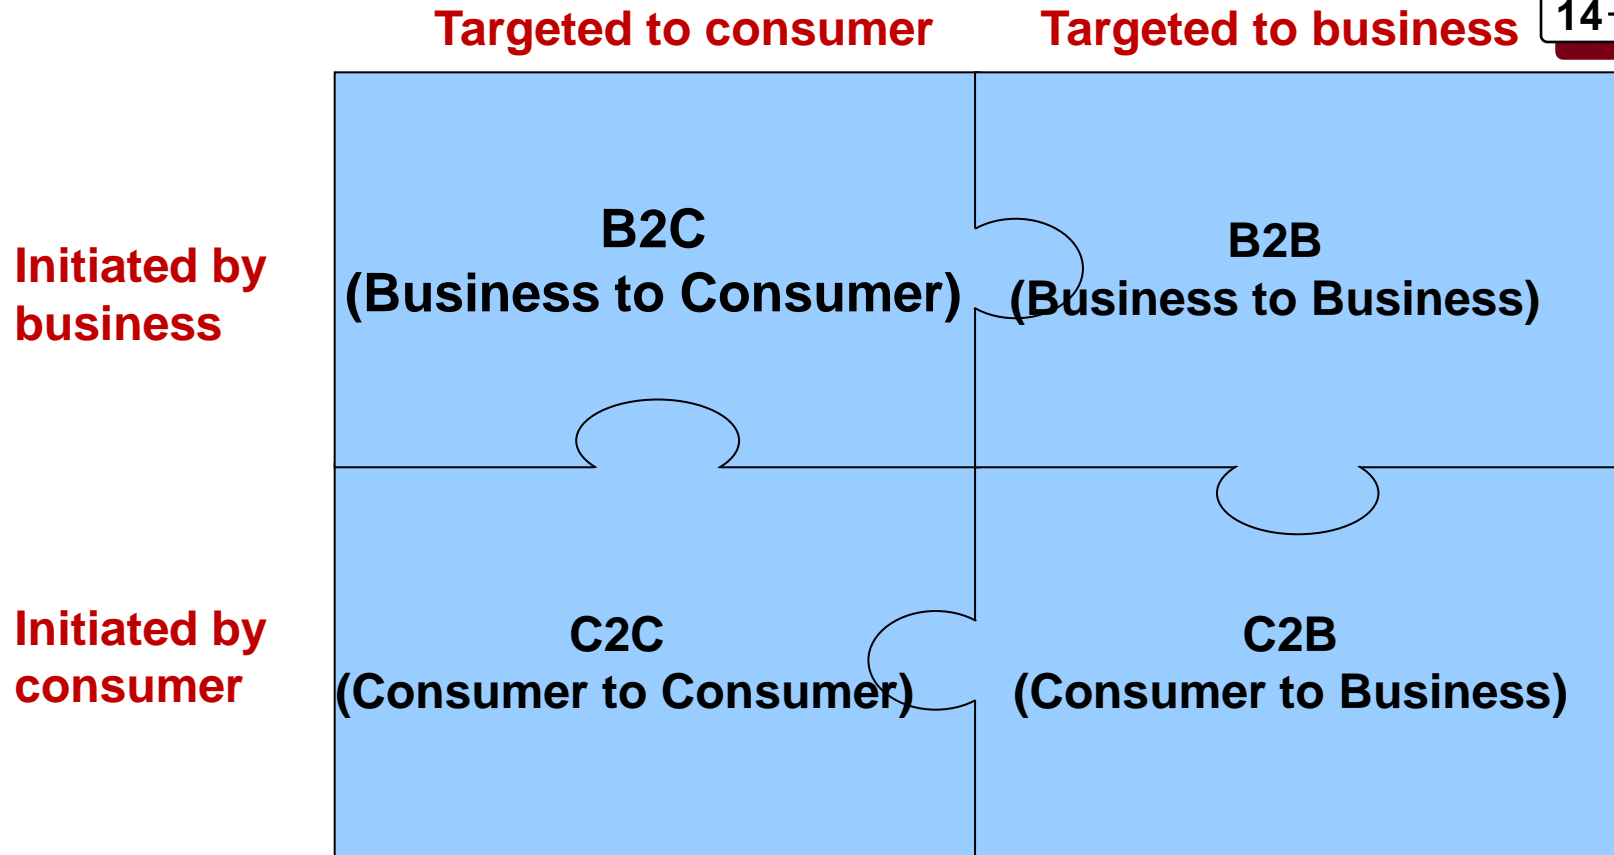 Targeted to consumer
Targeted to business
14-
B2C
(Business to Consumer)
B2B
(Business to Business)
Initiated by
business
C2C
(Consumer to Consumer)
C2B
(Consumer to Business)
Initiated by
consumer